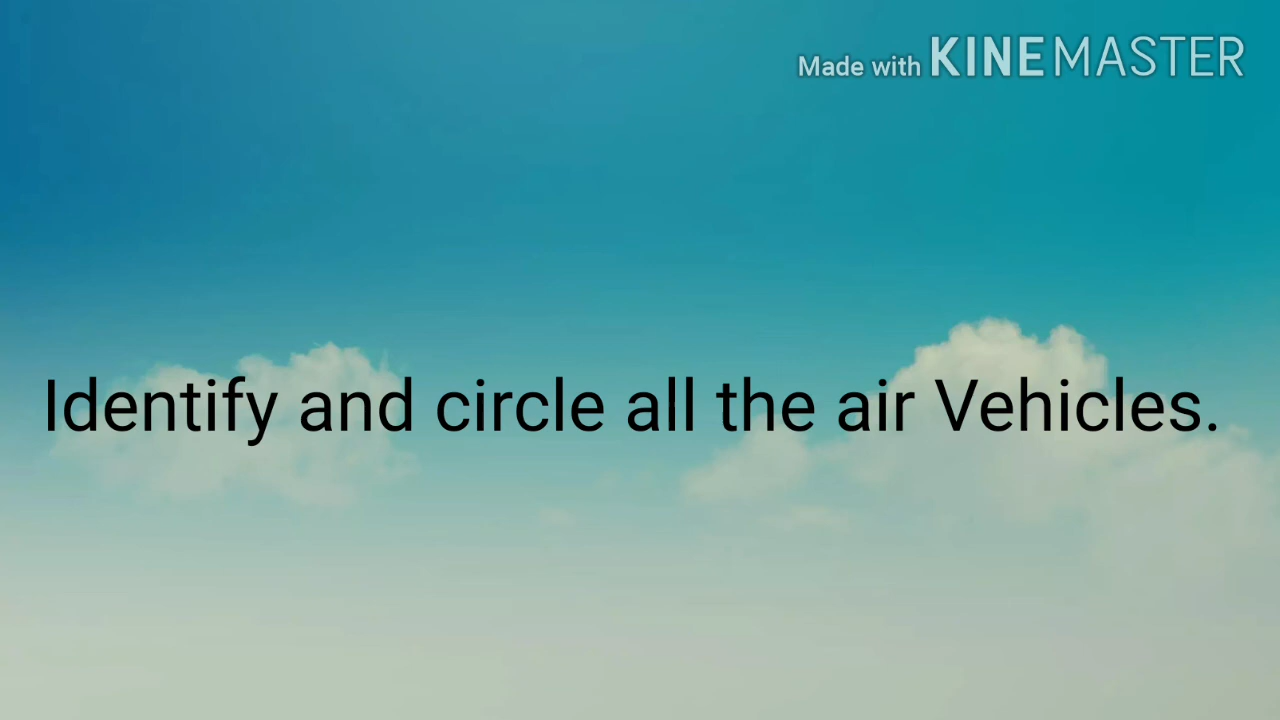 Made with KINEMASTER
Identify and circle all the air Vehicles.